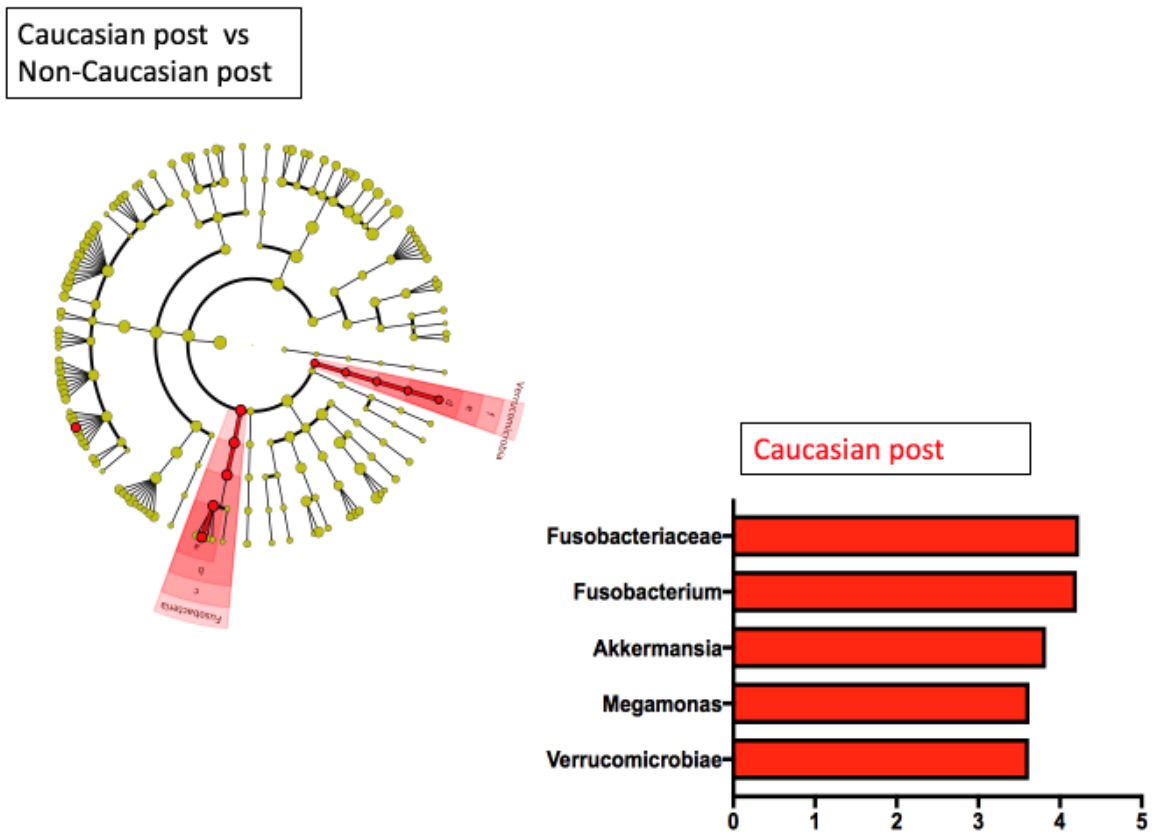 Caucasian post vs
Non-Caucasian post
Verrucomicrobia
d
e
f
a
b
c
Fusobacteria
Caucasian post
Fusobacteriaceae
Fusobacterium
Akkermansia
Megamonas
Verrucomicrobiae
0 1 2 3 4 5